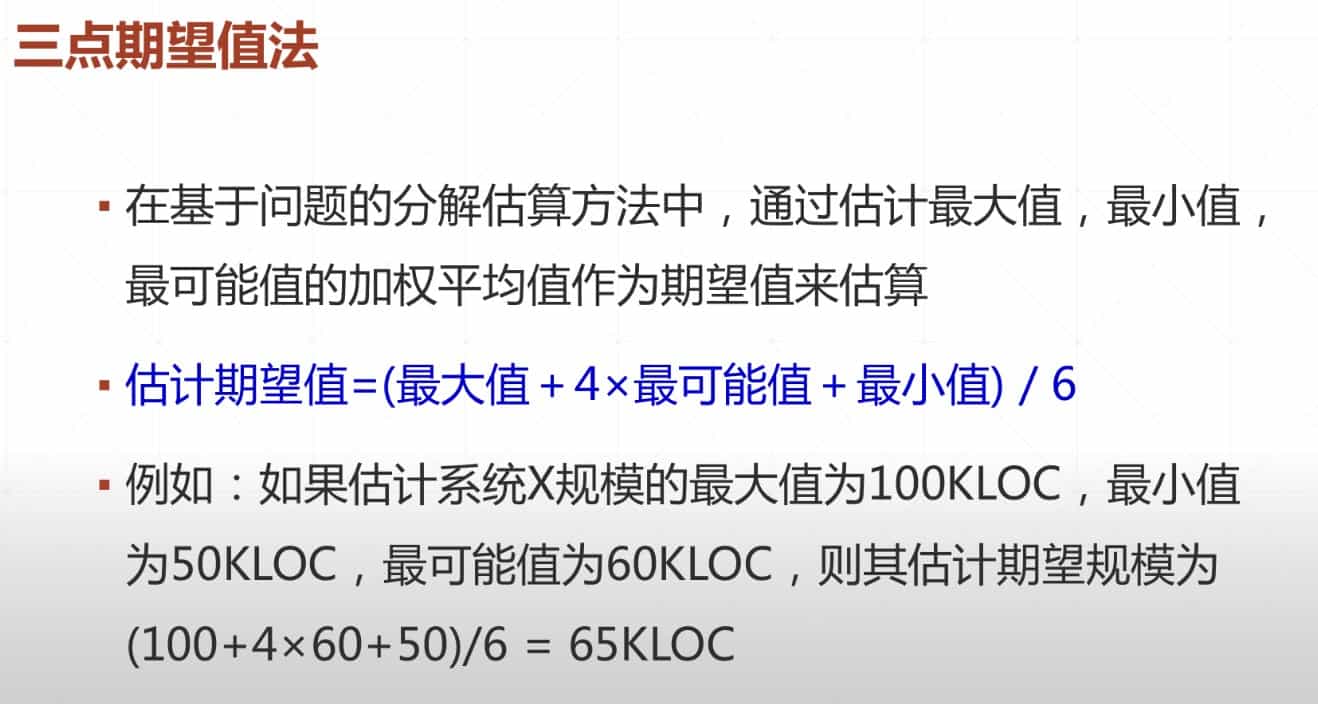 三点期望值法
▪ 在基于问题的分解估算方法中，通过估计最大值，最小值，
最可能值的加权平均值作为期望值来估算
▪ 估计期望值=(最大值＋4×最可能值＋最小值)／6
▪ 例如：如果估计系统X规模的最大值为100KLOC，最小值
为50KLOC，最可能值为60KLOC，则其估计期望规模为
(100+4×60+50)/6 = 65KLOC